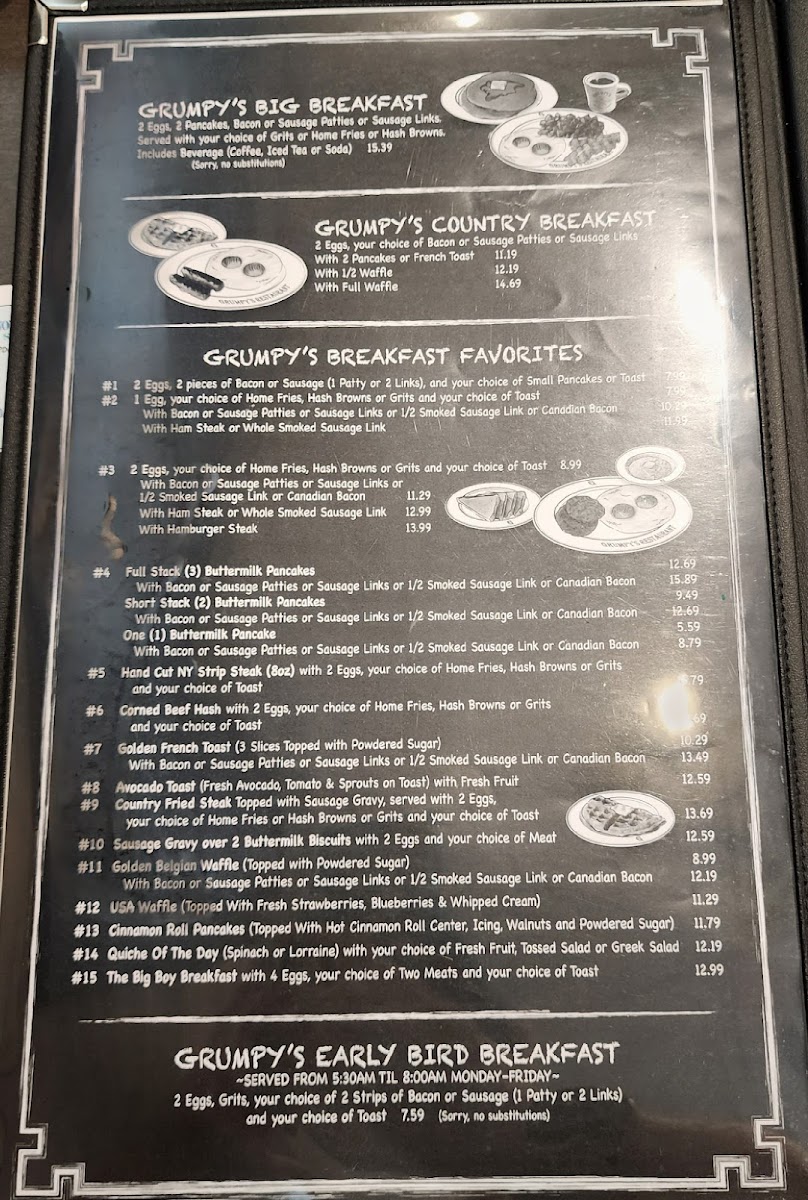 GRUMPY'S BIG BREAKFAST
2 Eggs, 2 Pancakes, Bacon or Sausage Patties or Sausage Links.
Served with your choice of Grits or Home Fries or Hash Browns.
Includes Beverage (Coffee, Iced Tea or Soda) 15.39
(Sorry, no substitutions)
GRUMPY'S COUNTRY BREAKFAST
2 Eggs, your choice of Bacon or Sausage Patties or Sausage Links
With 2 Pancakes or French Toast 11.19
With 1/2 Waffle 12.19
With Full Waffle 14.69
GRUMPY'S RESTAURANT
GRUMPY'S BREAKFAST FAVORITES
#1 2 Eggs, 2 pieces of Bacon or Sausage (1 Patty or 2 Links), and your choice of Small Pancakes or Toast 7.99
#2 1 Egg, your choice of Home Fries, Hash Browns or Grits and your choice of Toast
With Bacon or Sausage Patties or Sausage Links or 1/2 Smoked Sausage Link or Canadian Bacon 10.29
With Ham Steak or Whole Smoked Sausage Link 11.99
#3 2 Eggs, your choice of Home Fries, Hash Browns or Grits and your choice of Toast 8.99
With Bacon or Sausage Patties or Sausage Links or
1/2 Smoked Sausage Link or Canadian Bacon 11.29
With Ham Steak or Whole Smoked Sausage Link 12.99
With Hamburger Steak 13.99
GRUMPY'S RESTAURANT
#4 Full Stack (3) Buttermilk Pancakes 12.69
With Bacon or Sausage Patties or Sausage Links or 1/2 Smoked Sausage Link or Canadian Bacon 15.89
Short Stack (2) Buttermilk Pancakes 9.49
With Bacon or Sausage Patties or Sausage Links or 1/2 Smoked Sausage Link or Canadian Bacon 12.69
One (1) Buttermilk Pancake 5.59
With Bacon or Sausage Patties or Sausage Links or 1/2 Smoked Sausage Link or Canadian Bacon 8.79
#5 Hand Cut NY Strip Steak (8oz) with 2 Eggs, your choice of Home Fries, Hash Browns or Grits
and your choice of Toast
#6 Corned Beef Hash with 2 Eggs, your choice of Home Fries, Hash Browns or Grits
and your choice of Toast
#7 Golden French Toast (3 Slices Topped with Powdered Sugar) 10.29
With Bacon or Sausage Patties or Sausage Links or 1/2 Smoked Sausage Link or Canadian Bacon 13.49
#8 Avocado Toast (Fresh Avocado, Tomato & Sprouts on Toast) with Fresh Fruit 12.59
#9 Country Fried Steak Topped with Sausage Gravy, served with 2 Eggs,
your choice of Home Fries or Hash Browns or Grits and your choice of Toast 13.69
#10 Sausage Gravy over 2 Buttermilk Biscuits with 2 Eggs and your choice of Meat 12.59
#11 Golden Belgian Waffle (Topped with Powdered Sugar) 8.99
With Bacon or Sausage Patties or Sausage Links or 1/2 Smoked Sausage Link or Canadian Bacon 12.19
#12 USA Waffle (Topped With Fresh Strawberries, Blueberries & Whipped Cream) 11.29
#13 Cinnamon Roll Pancakes (Topped With Hot Cinnamon Roll Center, Icing, Walnuts and Powdered Sugar) 11.79
#14 Quiche Of The Day (Spinach or Lorraine) with your choice of Fresh Fruit, Tossed Salad or Greek Salad 12.19
#15 The Big Boy Breakfast with 4 Eggs, your choice of Two Meats and your choice of Toast 12.99
GRUMPY'S EARLY BIRD BREAKFAST
~SERVED FROM 5:30AM TIL 8:00AM MONDAY-FRIDAY~
2 Eggs, Grits, your choice of 2 Strips of Bacon or Sausage (1 Patty or 2 Links)
and your choice of Toast 7.59 (Sorry, no substitutions)